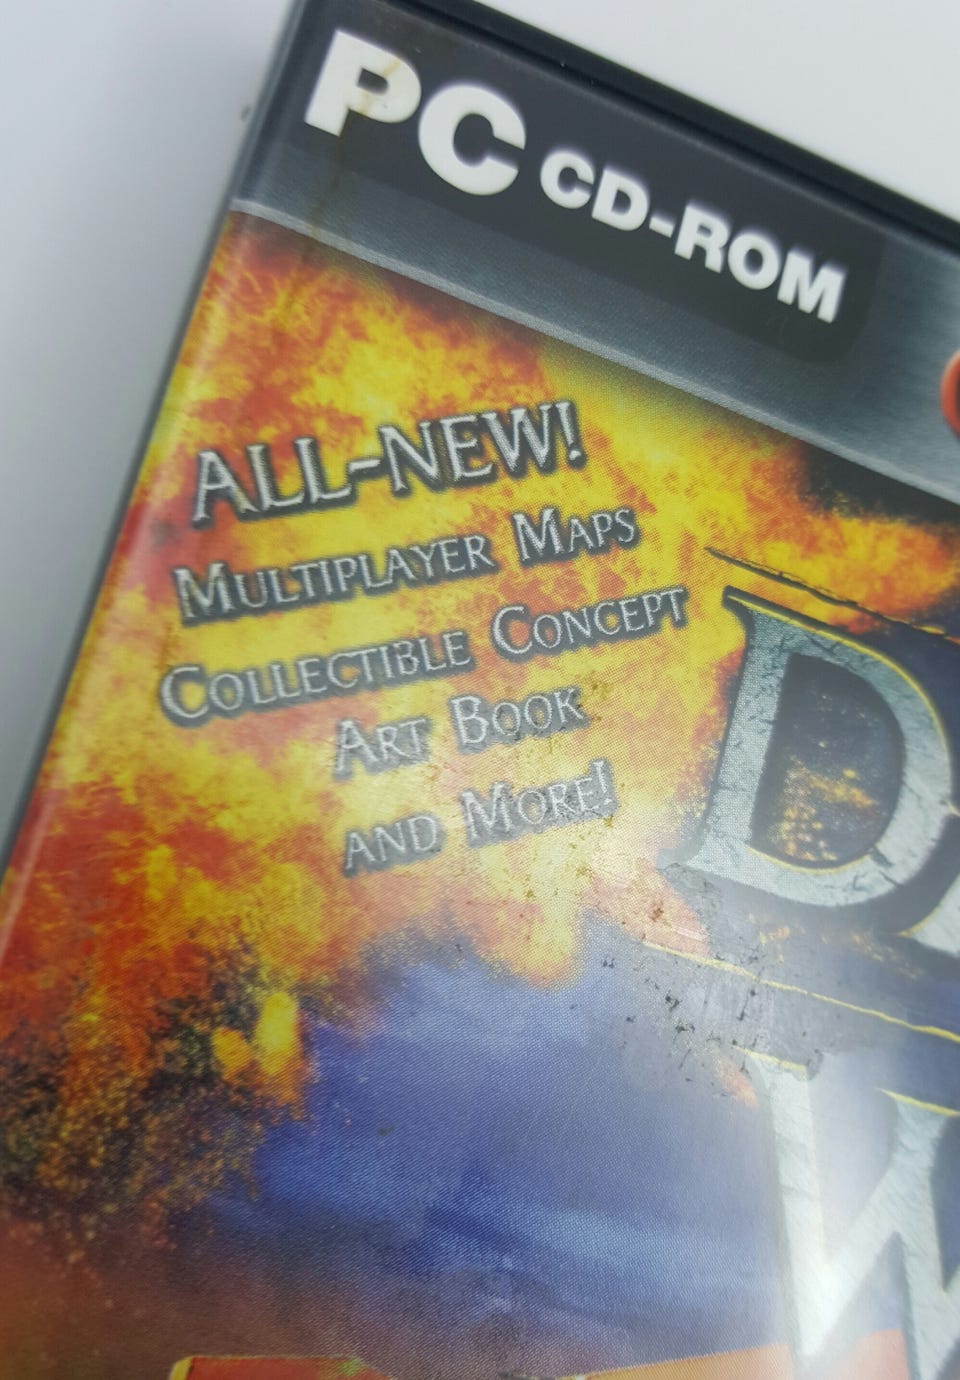 PC CD-ROM
ALL-NEW!
MULTIPLAYER MAPS
COLLECTIBLE CONCEPT
ART BOOK
AND MORE!
D
W